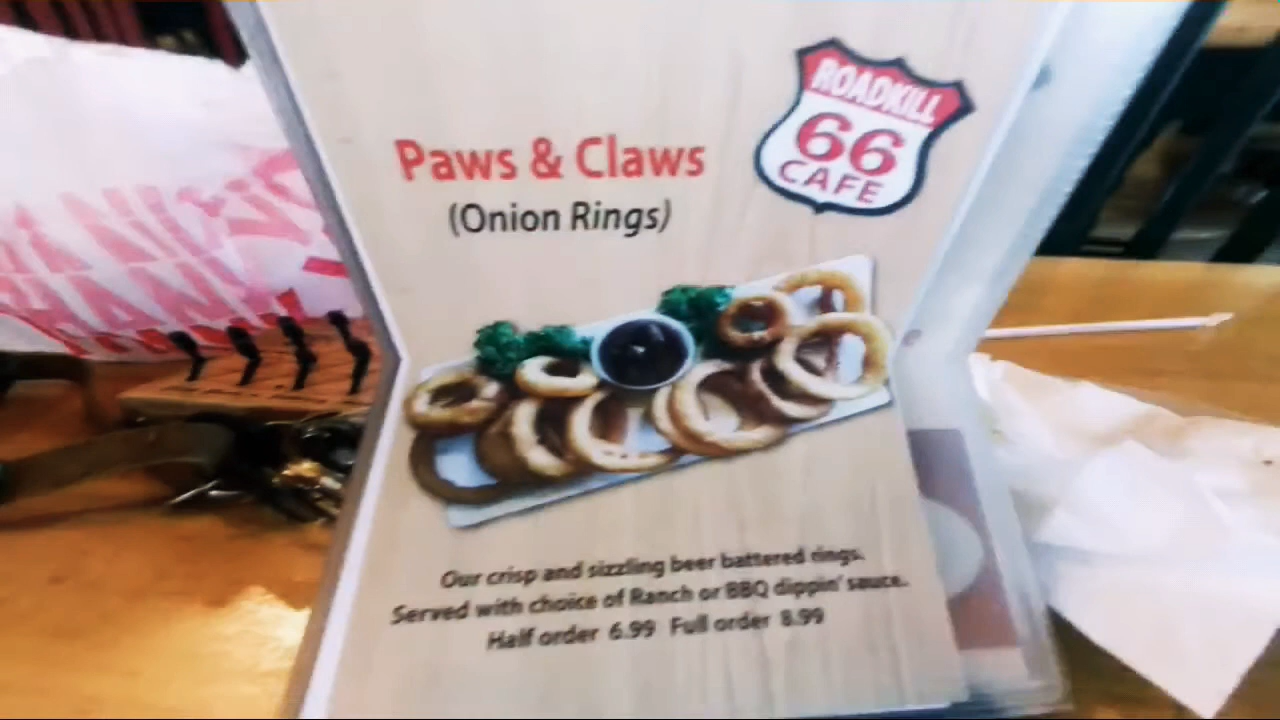 ROADKILL
66
CAFE
Paws & Claws
(Onion Rings)
Our crisp and sizzling beer battered rings.
Served with choice of Ranch or BBQ dippin' sauce.
Half order 6.99 Full order 8.99